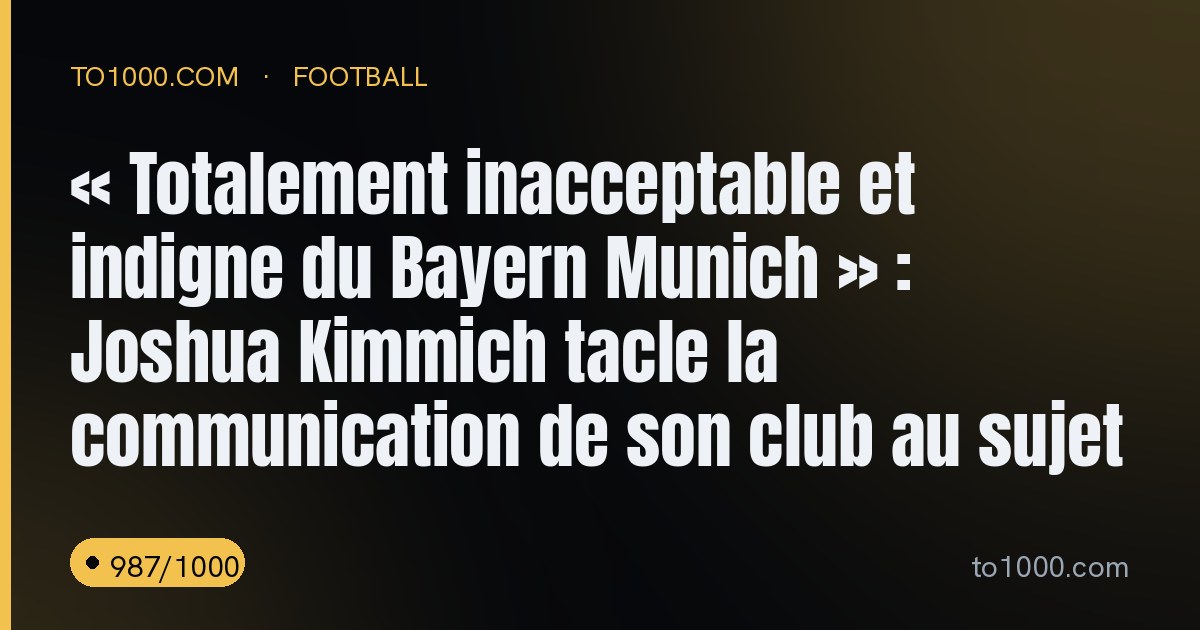 TO1000.COM · FOOTBALL
« Totalement inacceptable et
indigne du Bayern Munich » :
Joshua Kimmich tacle la
communication de son club au sujet
987/1000
to1000.com